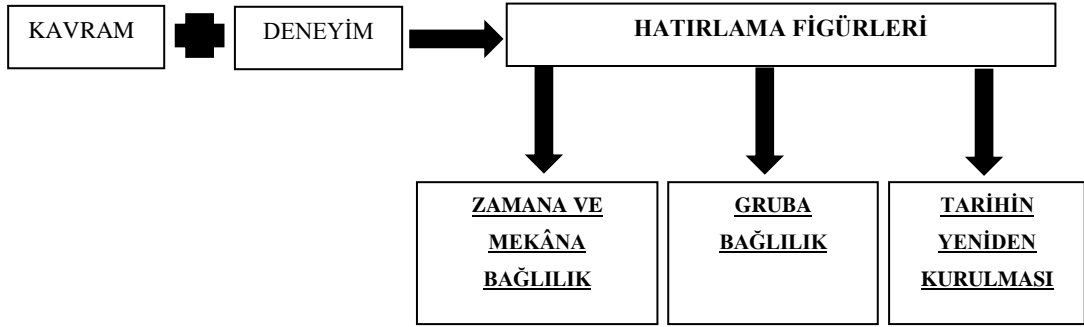 KAVRAM
DENEYİM
HATIRLAMA FİGÜRLERİ
ZAMANA VE
MEKÂNA
BAĞLILIK
GRUBA
BAĞLILIK
TARİHİN
YENİDEN
KURULMASI